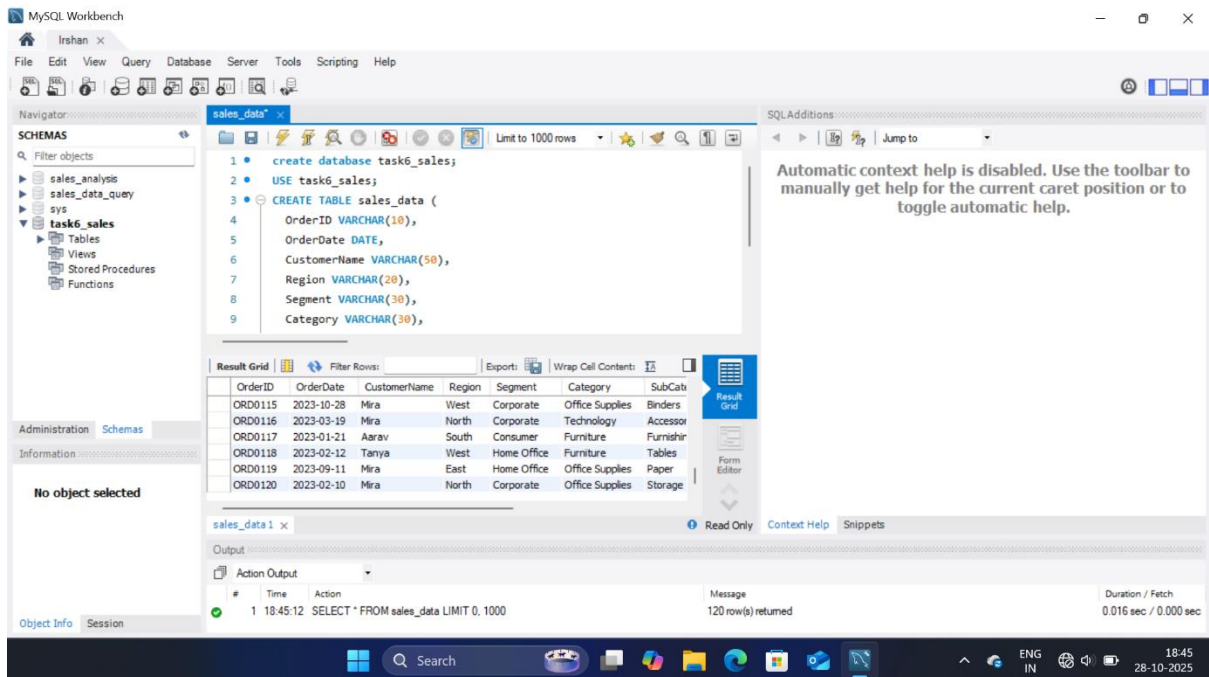 MySQL Workbench
Irshan ×
File Edit View Query Database Server Tools Scripting Help
Navigator
SCHEMAS
Filter objects
sales_analysis
sales_data_query
sys
task6_sales
Tables
Views
Stored Procedures
Functions
Administration Schemas
Information
No object selected
Object Info Session
sales_data* ×
Limit to 1000 rows
1 create database task6_sales;
2 USE task6_sales;
3 CREATE TABLE sales_data (
4 OrderID VARCHAR(10),
5 OrderDate DATE,
6 CustomerName VARCHAR(50),
7 Region VARCHAR(20),
8 Segment VARCHAR(30),
9 Category VARCHAR(30),
Result Grid Filter Rows: Export: Wrap Cell Content:
OrderID OrderDate CustomerName Region Segment Category SubCate
ORD0115 2023-10-28 Mira West Corporate Office Supplies Binders
ORD0116 2023-03-19 Mira North Corporate Technology Accessor
ORD0117 2023-01-21 Aarav South Consumer Furniture Furnishin
ORD0118 2023-02-12 Tanya West Home Office Furniture Tables
ORD0119 2023-09-11 Mira East Home Office Office Supplies Paper
ORD0120 2023-02-10 Mira North Corporate Office Supplies Storage
Result
Grid
Form
Editor
sales_data 1 ×
Read Only
SQLAdditions
Jump to
Automatic context help is disabled. Use the toolbar to
manually get help for the current caret position or to
toggle automatic help.
Context Help Snippets
Output
Action Output
# Time Action Message Duration / Fetch
1 18:45:12 SELECT * FROM sales_data LIMIT 0, 1000 120 row(s) returned 0.016 sec / 0.000 sec
Search
ENG
IN
18:45
28-10-2025